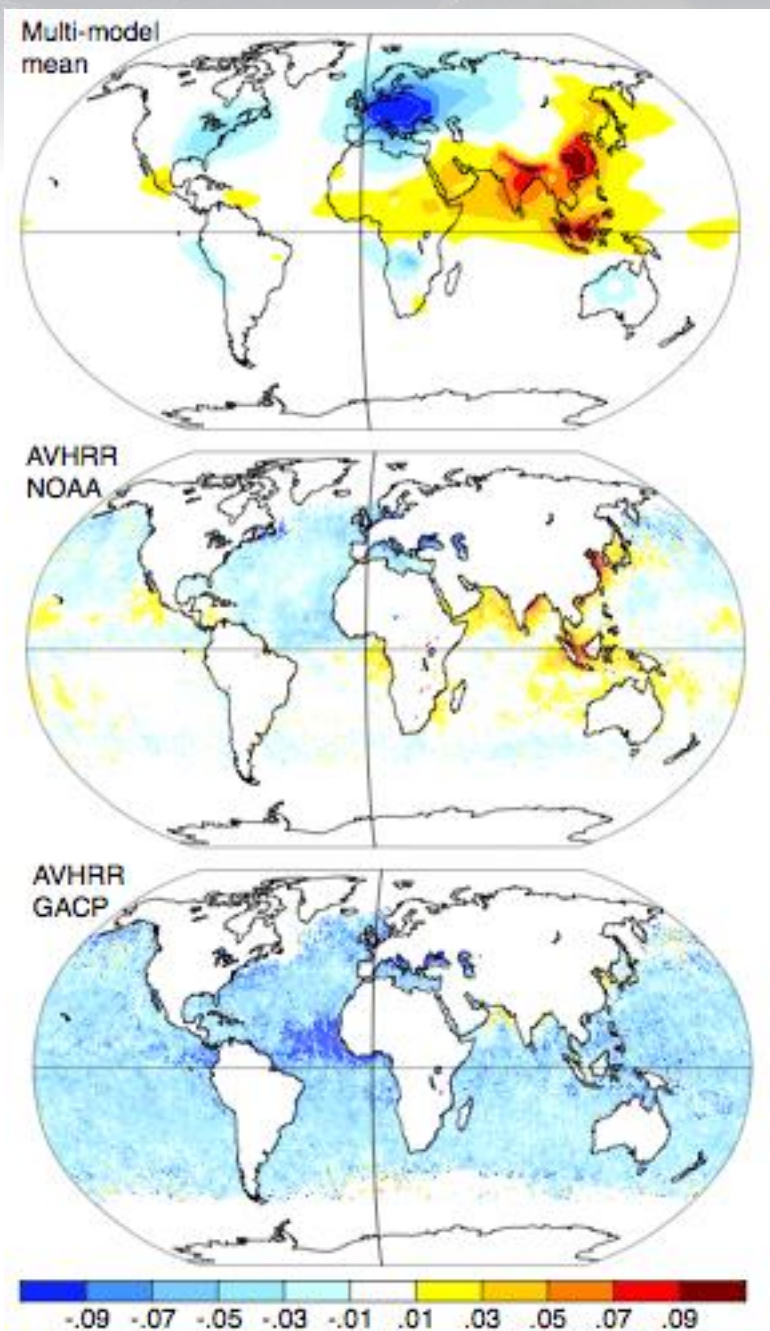 Multi-model
mean
AVHRR
NOAA
AVHRR
GACP
-.09 -.07 -.05 -.03 -.01 .01 .03 .05 .07 .09